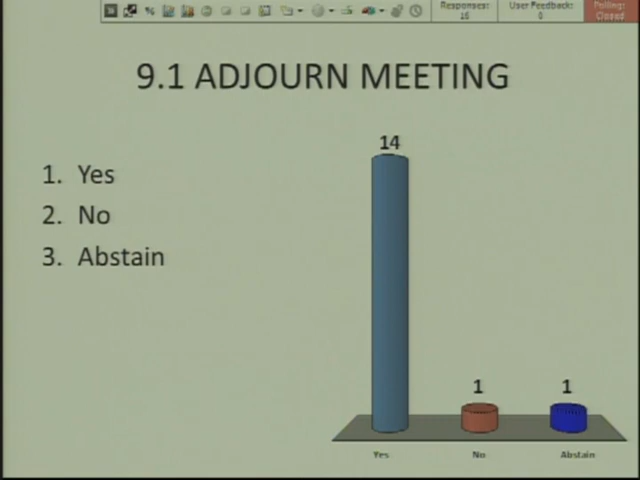 Responses:
User Feedback:
Polling:
0
Closed
9.1 ADJOURN MEETING
14
1. Yes
2. No
3. Abstain
1
1
Yes
No
Abstain